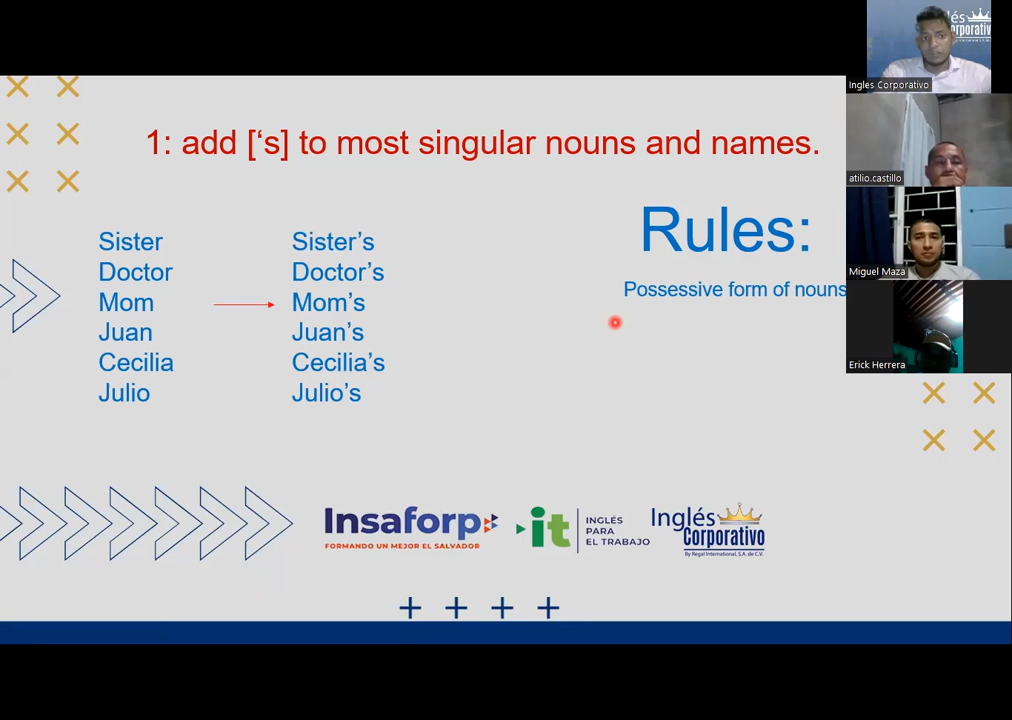 1: add [‘s] to most singular nouns and names.
Rules:
Possessive form of nouns
Sister
Doctor
Mom
Juan
Cecilia
Julio
Sister’s
Doctor’s
Mom’s
Juan’s
Cecilia’s
Julio’s
Insaforp
FORMANDO UN MEJOR EL SALVADOR
it
INGLÉS
PARA
EL TRABAJO
Inglés
Corporativo
By Regal International, S.A. de C.V.
Ingles Corporativo
atilio.castillo
Miguel Maza
Erick Herrera